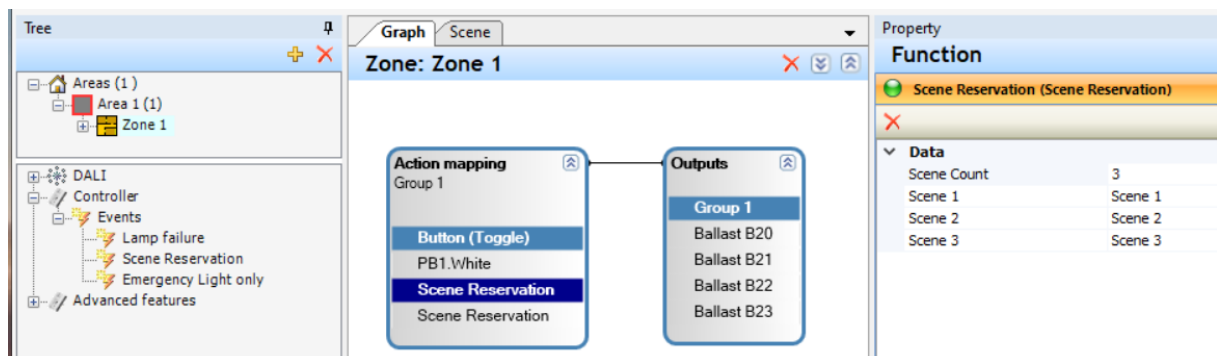 Tree
Areas (1 )
Area 1 (1)
Zone 1
DALI
Controller
Events
Lamp failure
Scene Reservation
Emergency Light only
Advanced features
Graph Scene
Zone: Zone 1
Action mapping
Group 1
Button (Toggle)
PB1.White
Scene Reservation
Scene Reservation
Outputs
Group 1
Ballast B20
Ballast B21
Ballast B22
Ballast B23
Property
Function
Scene Reservation (Scene Reservation)
Data
Scene Count 3
Scene 1 Scene 1
Scene 2 Scene 2
Scene 3 Scene 3